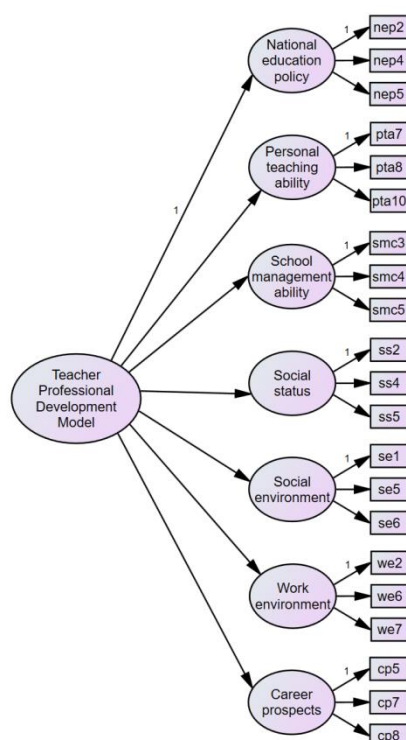 1
nep2
National
education
policy
nep4
nep5
1
pta7
Personal
teaching
ability
pta8
pta10
1
1
smc3
School
management
ability
smc4
smc5
Teacher
Professional
Development
Model
1
ss2
Social
status
ss4
ss5
1
se1
Social
environment
se5
se6
1
we2
Work
environment
we6
we7
1
cp5
Career
prospects
cp7
cp8